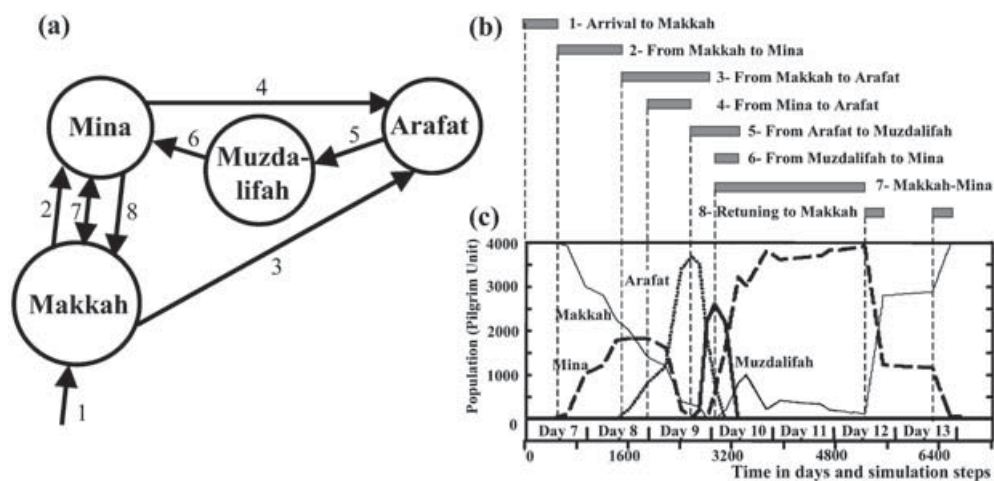 (a)
4
Mina
Arafat
6
5
Muzda-
lifah
2
7
8
3
Makkah
1
(b)
1- Arrival to Makkah
2- From Makkah to Mina
3- From Makkah to Arafat
4- From Mina to Arafat
5- From Arafat to Muzdalifah
6- From Muzdalifah to Mina
7- Makkah-Mina
8- Retuning to Makkah
(c)
Population (Pilgrim Unit)
4000
3000
2000
1000
0
Arafat
Makkah
Mina
Muzdalifah
Day 7 Day 8 Day 9 Day 10 Day 11 Day 12 Day 13
0 1600 3200 4800 6400
Time in days and simulation steps